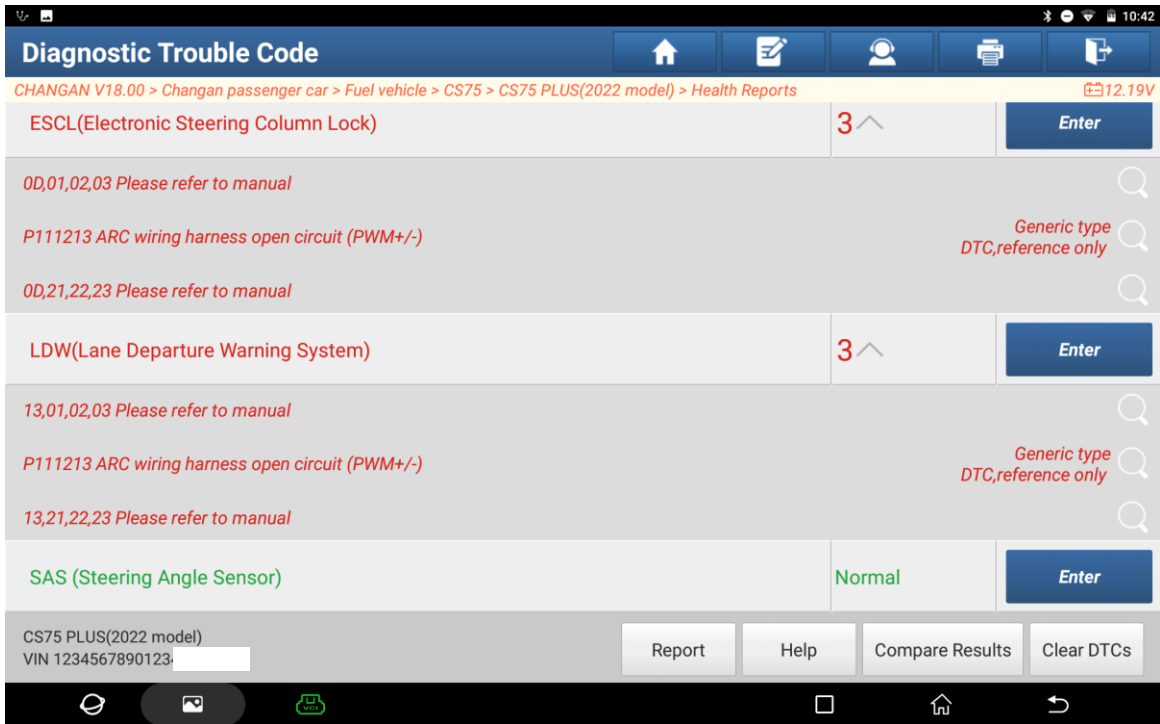 10:42
Diagnostic Trouble Code
CHANGAN V18.00 > Changan passenger car > Fuel vehicle > CS75 > CS75 PLUS(2022 model) > Health Reports 12.19V
ESCL(Electronic Steering Column Lock) 3 Enter
0D,01,02,03 Please refer to manual
P111213 ARC wiring harness open circuit (PWM+/-) Generic type
DTC,reference only
0D,21,22,23 Please refer to manual
LDW(Lane Departure Warning System) 3 Enter
13,01,02,03 Please refer to manual
P111213 ARC wiring harness open circuit (PWM+/-) Generic type
DTC,reference only
13,21,22,23 Please refer to manual
SAS (Steering Angle Sensor) Normal Enter
CS75 PLUS(2022 model)
VIN 1234567890123
Report Help Compare Results Clear DTCs
VCI